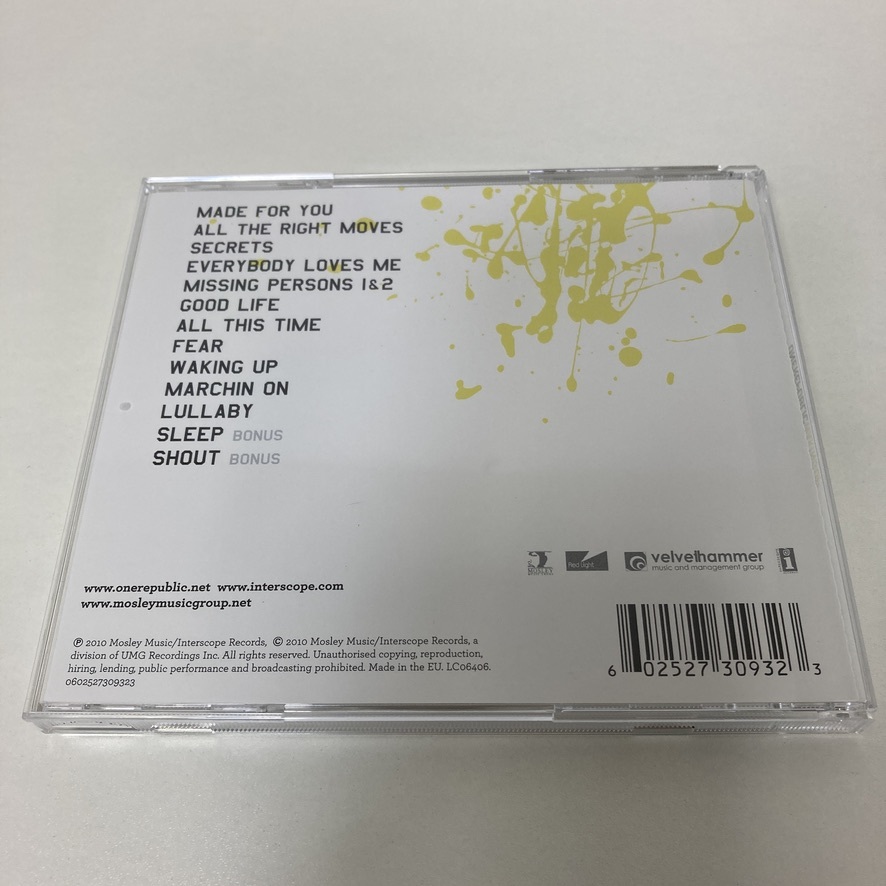 MADE FOR YOU
ALL THE RIGHT MOVES
SECRETS
EVERYBODY LOVES ME
MISSING PERSONS 1&2
GOOD LIFE
ALL THIS TIME
FEAR
WAKING UP
MARCHIN ON
LULLABY
SLEEP BONUS
SHOUT BONUS
MOSLEY
Red Light
velvethammer
music and management group
i
www.onerepublic.net www.interscope.com
www.mosleymusicgroup.net
℗ 2010 Mosley Music/Interscope Records, © 2010 Mosley Music/Interscope Records, a
division of UMG Recordings Inc. All rights reserved. Unauthorised copying, reproduction,
hiring, lending, public performance and broadcasting prohibited. Made in the EU. LC06406.
0602527309323
6 02527 30932 3